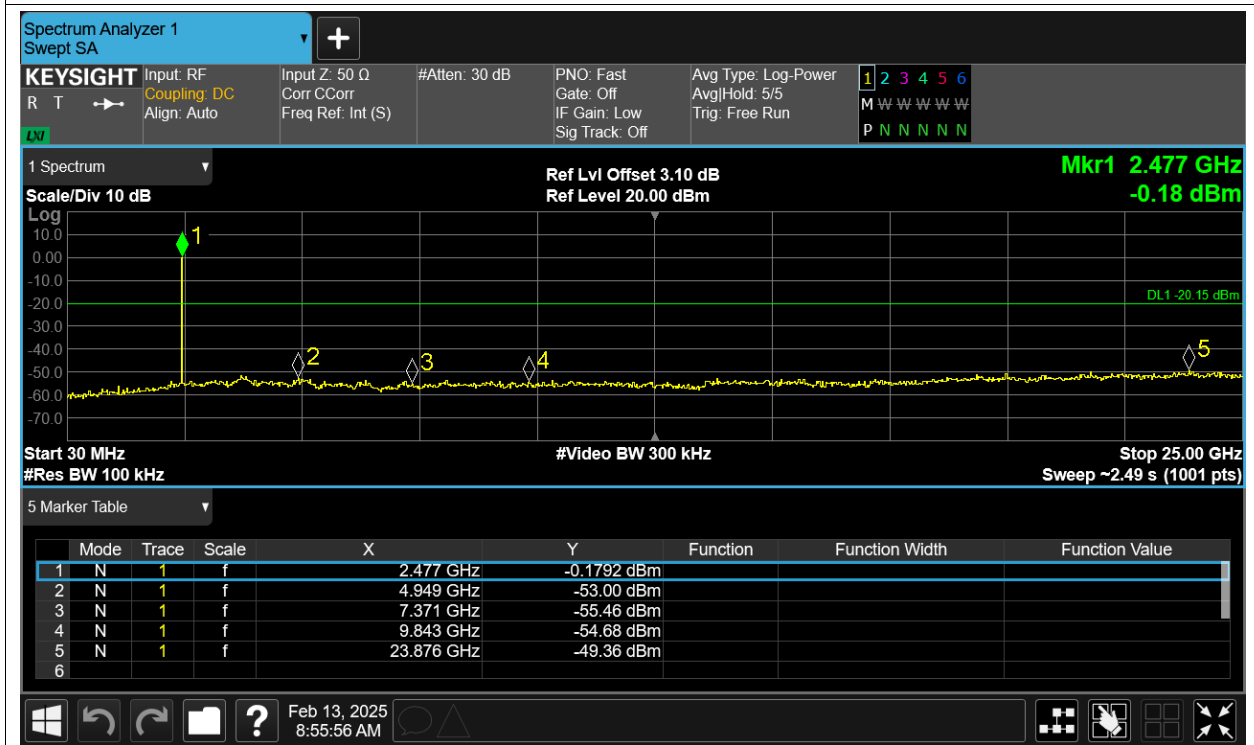 Spectrum Analyzer 1
Swept SA
+
KEYSIGHT Input: RF Input Z: 50 Ω #Atten: 30 dB PNO: Fast Avg Type: Log-Power 1 2 3 4 5 6
R T Coupling: DC Corr CCorr Gate: Off Avg|Hold: 5/5 M W W W W W
Align: Auto Freq Ref: Int (S) IF Gain: Low Trig: Free Run
LXI Sig Track: Off P N N N N N
1 Spectrum Ref Lvl Offset 3.10 dB Mkr1 2.477 GHz
Scale/Div 10 dB Ref Level 20.00 dBm -0.18 dBm
Log
10.0 1
0.00
-10.0
-20.0 DL1 -20.15 dBm
-30.0
-40.0 2 3 4 5
-50.0
-60.0
-70.0
Start 30 MHz #Video BW 300 kHz Stop 25.00 GHz
#Res BW 100 kHz Sweep ~2.49 s (1001 pts)
5 Marker Table
Mode Trace Scale X Y Function Function Width Function Value
1 N 1 f 2.477 GHz -0.1792 dBm
2 N 1 f 4.949 GHz -53.00 dBm
3 N 1 f 7.371 GHz -55.46 dBm
4 N 1 f 9.843 GHz -54.68 dBm
5 N 1 f 23.876 GHz -49.36 dBm
6
? Feb 13, 2025
8:55:56 AM